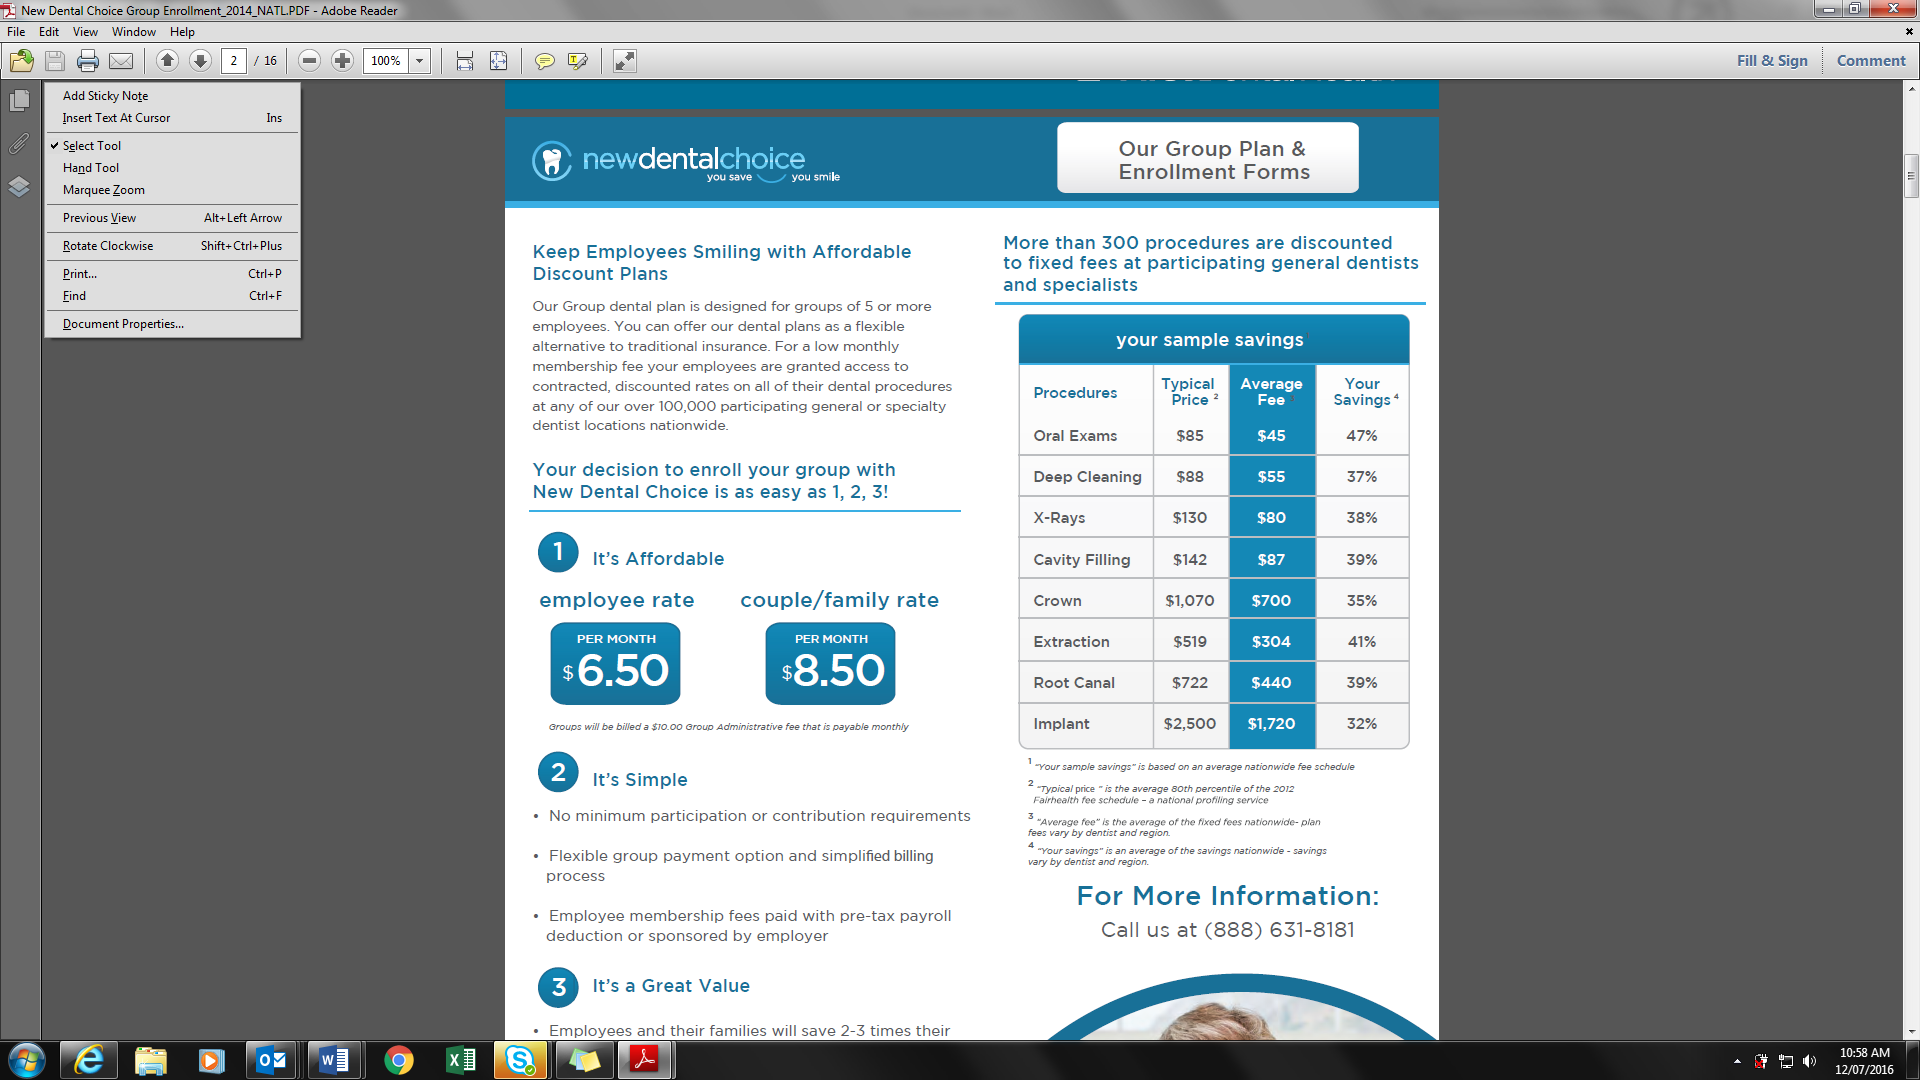 New Dental Choice Group Enrollment_2014_NATL.PDF - Adobe Reader
File Edit View Window Help
2 / 16 100%
Fill & Sign Comment
Add Sticky Note
Insert Text At Cursor Ins
Select Tool
Hand Tool
Marquee Zoom
Previous View Alt+Left Arrow
Rotate Clockwise Shift+Ctrl+Plus
Print... Ctrl+P
Find Ctrl+F
Document Properties...
newdentalchoice
you save you smile
Our Group Plan &
Enrollment Forms
Keep Employees Smiling with Affordable
Discount Plans
Our Group dental plan is designed for groups of 5 or more
employees. You can offer our dental plans as a flexible
alternative to traditional insurance. For a low monthly
membership fee your employees are granted access to
contracted, discounted rates on all of their dental procedures
at any of our over 100,000 participating general or specialty
dentist locations nationwide.
Your decision to enroll your group with
New Dental Choice is as easy as 1, 2, 3!
1 It's Affordable
employee rate couple/family rate
PER MONTH PER MONTH
$6.50 $8.50
Groups will be billed a $10.00 Group Administrative fee that is payable monthly
2 It's Simple
• No minimum participation or contribution requirements
• Flexible group payment option and simplified billing
process
• Employee membership fees paid with pre-tax payroll
deduction or sponsored by employer
3 It's a Great Value
• Employees and their families will save 2-3 times their
More than 300 procedures are discounted
to fixed fees at participating general dentists
and specialists
your sample savings
Procedures Typical Price 2 Average Fee 3 Your Savings 4
Oral Exams $85 $45 47%
Deep Cleaning $88 $55 37%
X-Rays $130 $80 38%
Cavity Filling $142 $87 39%
Crown $1,070 $700 35%
Extraction $519 $304 41%
Root Canal $722 $440 39%
Implant $2,500 $1,720 32%
1 "Your sample savings" is based on an average nationwide fee schedule
2 "Typical price " is the average 80th percentile of the 2012
Fairhealth fee schedule – a national profiling service
3 "Average fee" is the average of the fixed fees nationwide- plan
fees vary by dentist and region.
4 "Your savings" is an average of the savings nationwide - savings
vary by dentist and region.
For More Information:
Call us at (888) 631-8181
10:58 AM
12/07/2016